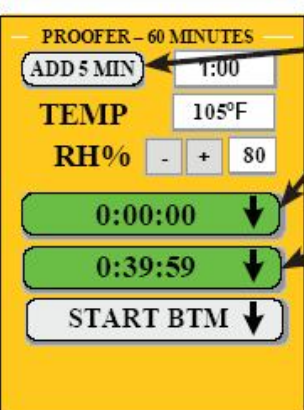 PROOFER – 60 MINUTES
ADD 5 MIN 1:00
TEMP 105°F
RH% - + 80
0:00:00
0:39:59
START BTM